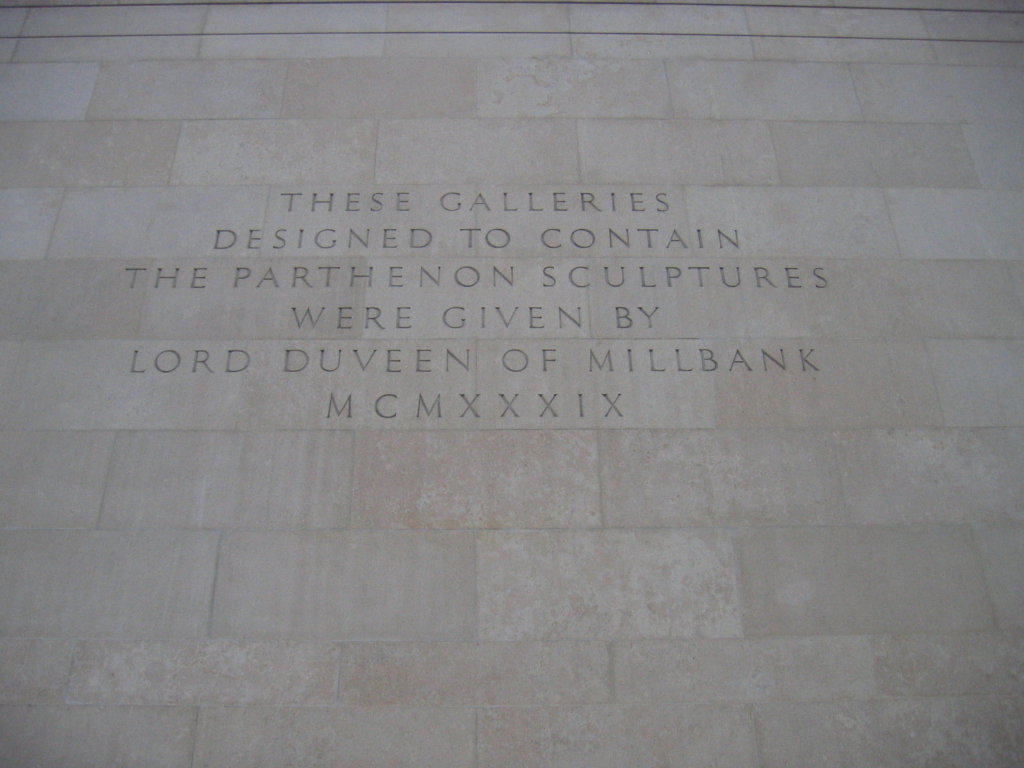 THESE GALLERIES
DESIGNED TO CONTAIN
THE PARTHENON SCULPTURES
WERE GIVEN BY
LORD DUVEEN OF MILLBANK
MCMXXXIX